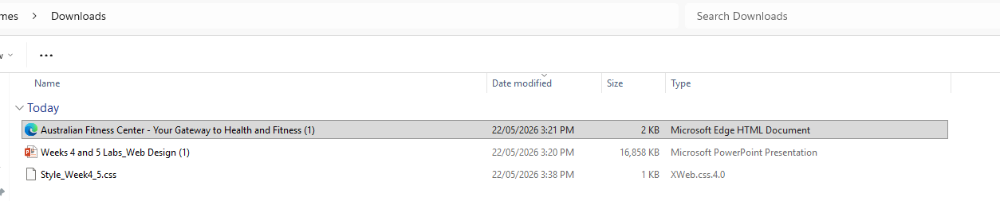 mes > Downloads
Search Downloads
Name Date modified Size Type
Today
Australian Fitness Center - Your Gateway to Health and Fitness (1) 22/05/2026 3:21 PM 2 KB Microsoft Edge HTML Document
Weeks 4 and 5 Labs_Web Design (1) 22/05/2026 3:20 PM 16,858 KB Microsoft PowerPoint Presentation
Style_Week4_5.css 22/05/2026 3:38 PM 1 KB XWeb.css.4.0